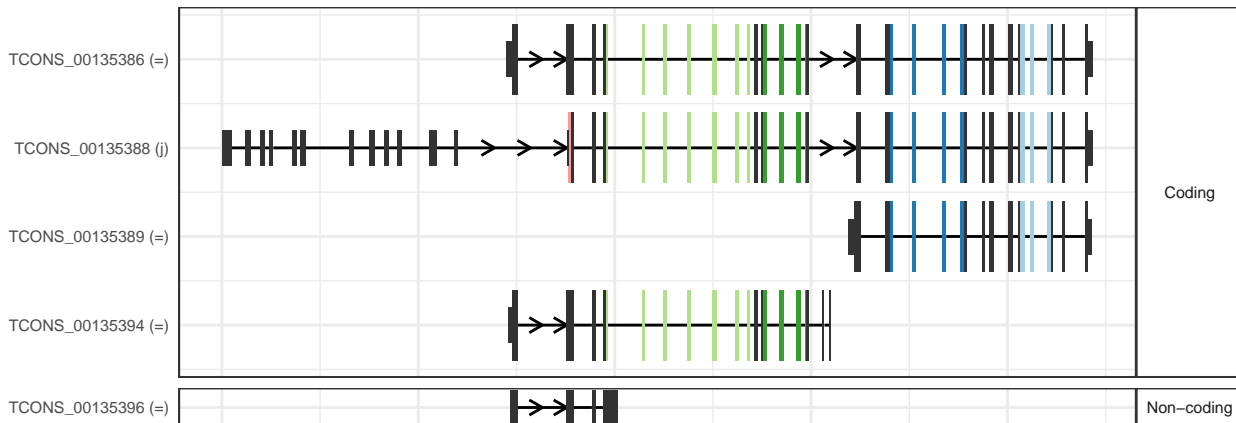 TCONS_00135386 (=)
TCONS_00135388 (j)
Coding
TCONS_00135389 (=)
TCONS_00135394 (=)
TCONS_00135396 (=)
Non-coding